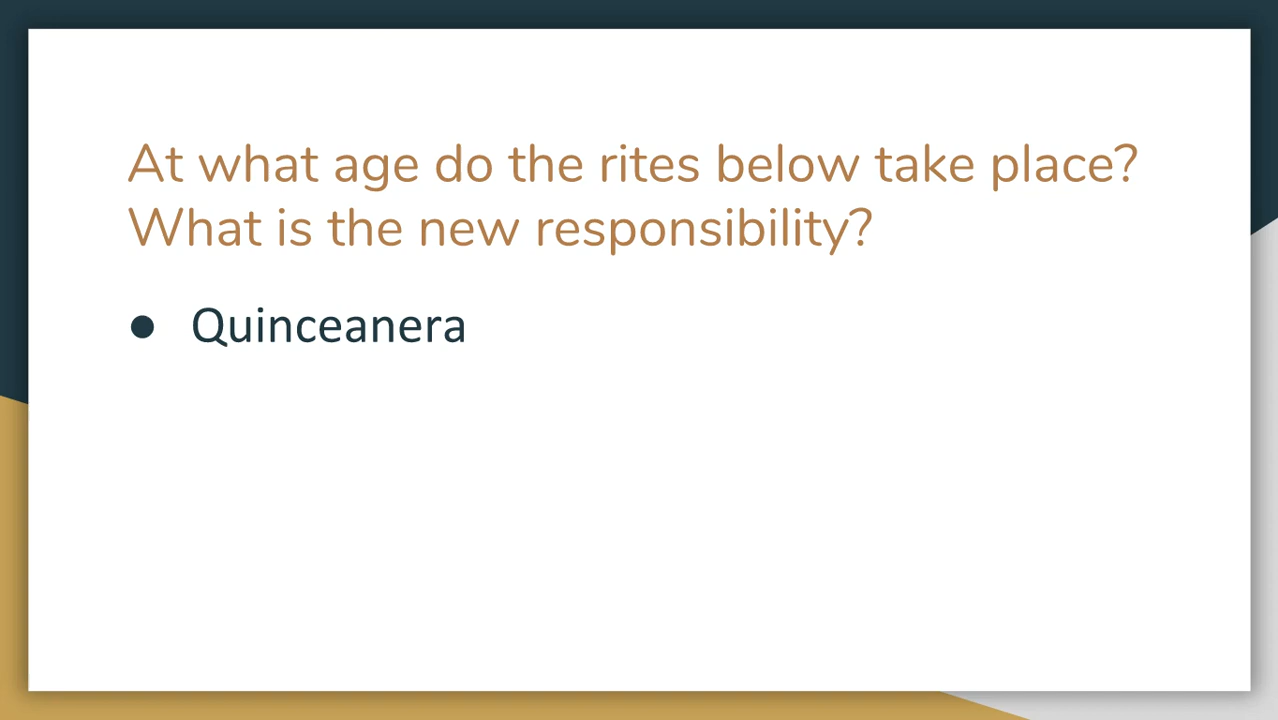 At what age do the rites below take place?
What is the new responsibility?
● Quinceanera